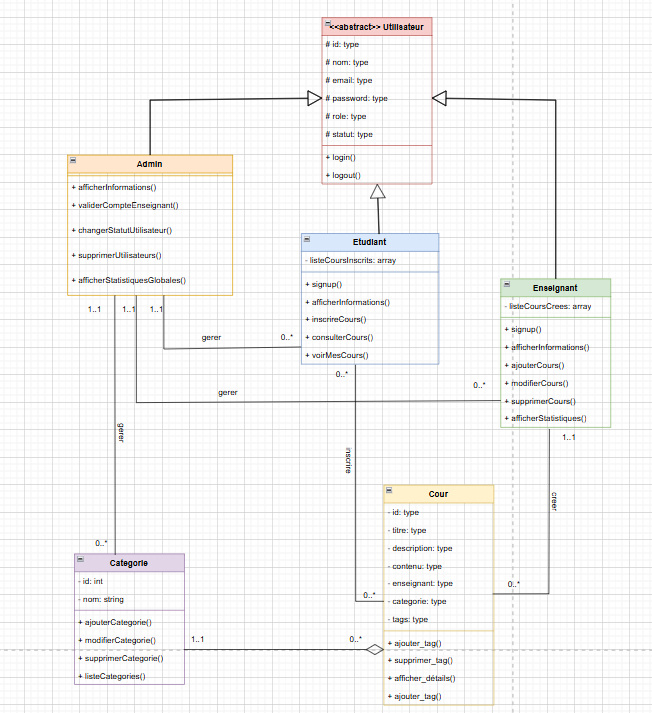 <<abstract>> Utilisateur
# id: type
# nom: type
# email: type
# password: type
# role: type
# statut: type
+ login()
+ logout()
Admin
+ afficherInformations()
+ validerCompteEnseignant()
+ changerStatutUtilisateur()
+ supprimerUtilisateurs()
+ afficherStatistiquesGlobales()
Etudiant
- listeCoursInscrits: array
+ signup()
+ afficherInformations()
+ inscrireCours()
+ consulterCours()
+ voirMesCours()
Enseignant
- listeCoursCrees: array
+ signup()
+ afficherInformations()
+ ajouterCours()
+ modifierCours()
+ supprimerCours()
+ afficherStatistiques()
1..1
1..1
1..1
gerer
0..*
0..*
gerer
0..*
1..1
gerer
inscrire
creer
0..*
0..*
0..*
Cour
- id: type
- titre: type
- description: type
- contenu: type
- enseignant: type
- categorie: type
- tags: type
+ ajouter_tag()
+ supprimer_tag()
+ afficher_détails()
+ ajouter_tag()
Categorie
- id: int
- nom: string
+ ajouterCategorie()
+ modifierCategorie()
+ supprimerCategorie()
+ listeCategories()
1..1
0..*